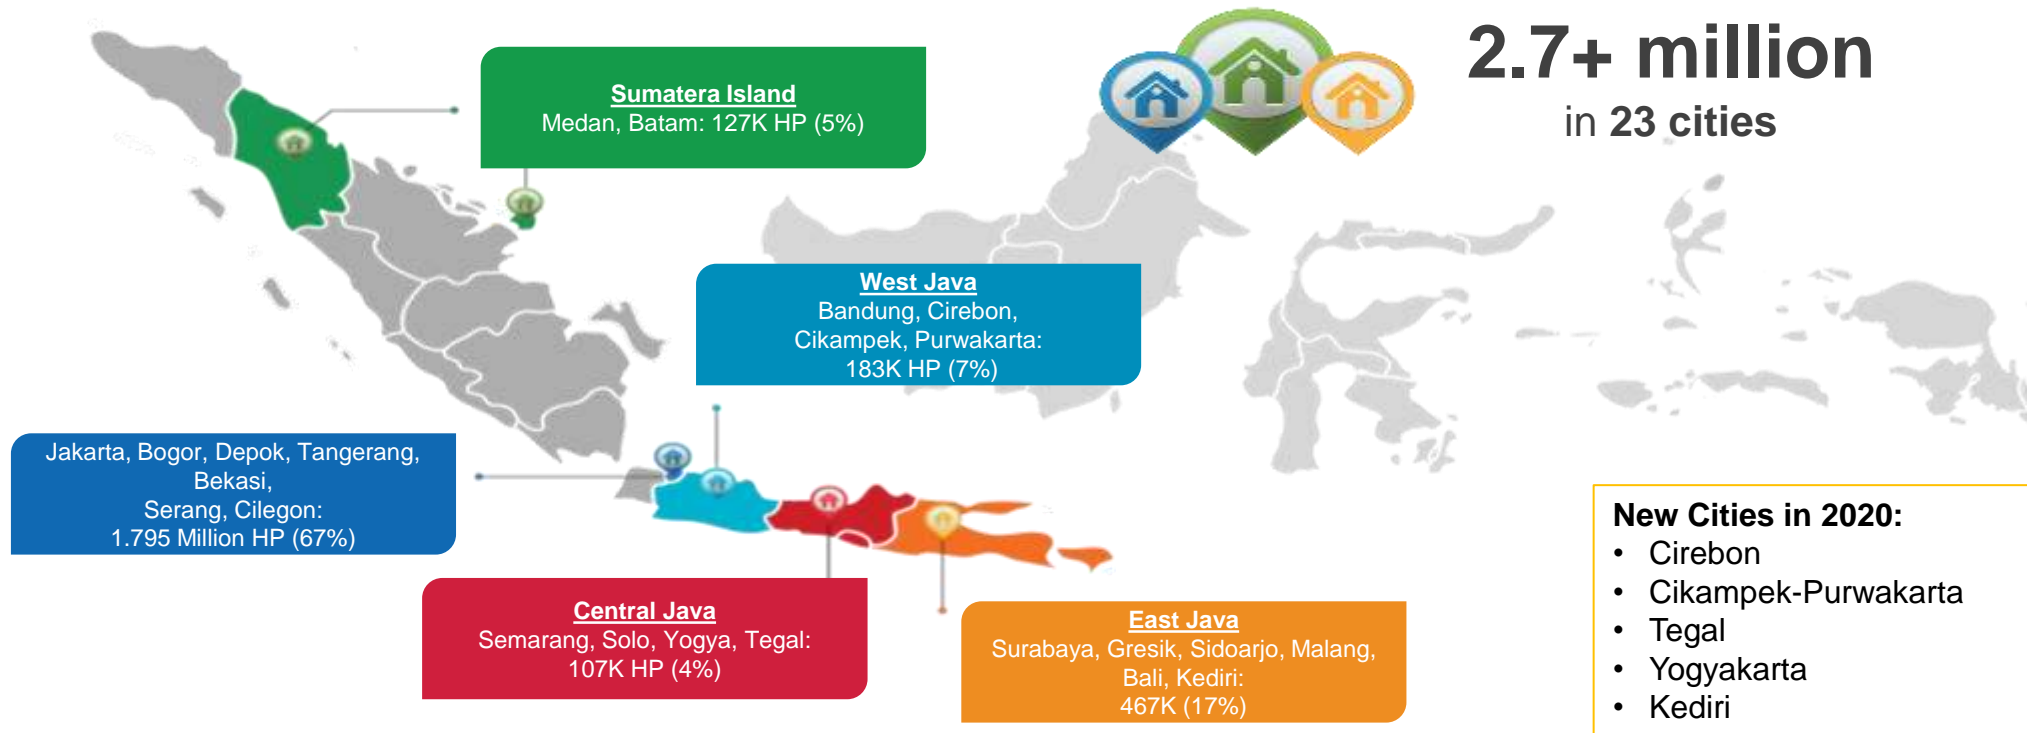 2.7+ million
in 23 cities
Sumatera Island
Medan, Batam: 127K HP (5%)
West Java
Bandung, Cirebon,
Cikampek, Purwakarta:
183K HP (7%)
Jakarta, Bogor, Depok, Tangerang,
Bekasi,
Serang, Cilegon:
1.795 Million HP (67%)
Central Java
Semarang, Solo, Yogya, Tegal:
107K HP (4%)
East Java
Surabaya, Gresik, Sidoarjo, Malang,
Bali, Kediri:
467K (17%)
New Cities in 2020:
• Cirebon
• Cikampek-Purwakarta
• Tegal
• Yogyakarta
• Kediri